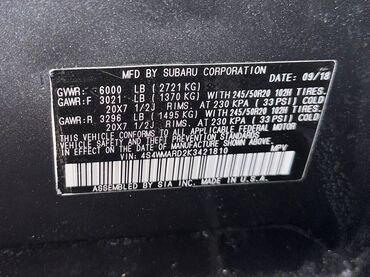 MFD BY SUBARU CORPORATION DATE: 09/18
GVWR: 6000 LB (2721 KG)
GAWR:F 3021 LB (1370 KG) WITH 245/50R20 102H TIRES.
20X7 1/2J RIMS. AT 230 KPA (33 PSI) COLD
GAWR:R 3296 LB (1495 KG) WITH 245/50R20 102H TIRES.
20X7 1/2J RIMS. AT 230 KPA (33 PSI) COLD
THIS VEHICLE CONFORMS TO ALL APPLICABLE FEDERAL MOTOR
VEHICLE SAFETY, BUMPER, AND THEFT PREVENTION STANDARDS
IN EFFECT ON THE DATE OF MANUFACTURE SHOWN ABOVE.
VIN: 4S4WMARD2K3421810 MPV
ASSEMBLED BY SIA INC. MADE IN U.S.A.